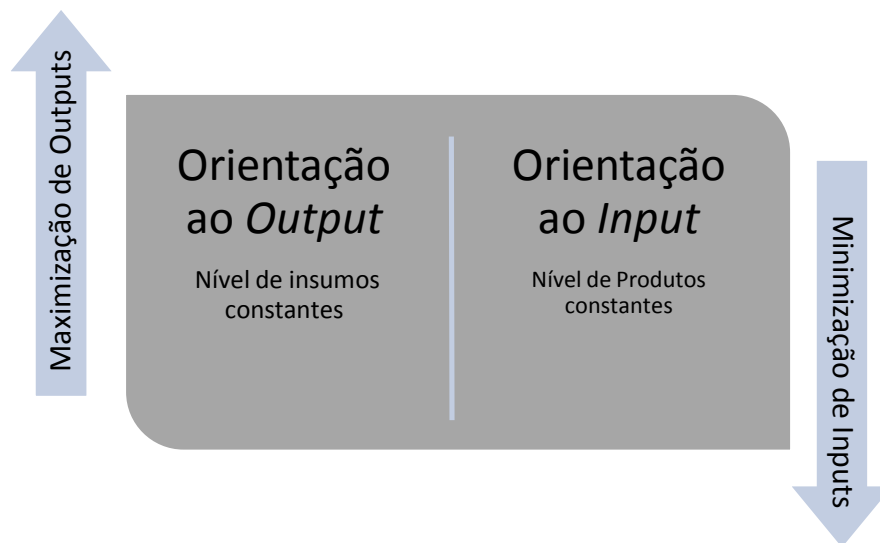 Maximização de Outputs
Orientação
ao Output
Nível de insumos
constantes
Orientação
ao Input
Nível de Produtos
constantes
Minimização de Inputs